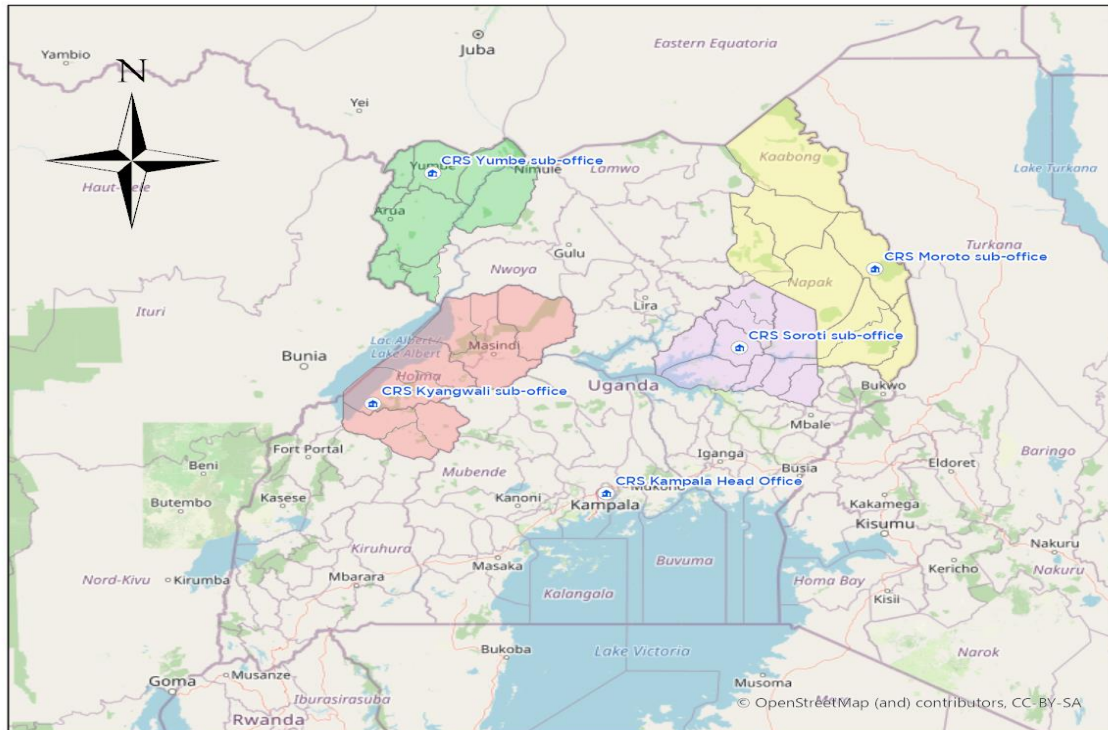 Juba
Eastern Equatoria
Yambio
N
Yei
CRS Yumbe sub-office
Yumbe
Nimule
Lamwo
Kaabong
Lake Turkana
Arua
Turkana
Gulu
Nwoya
CRS Moroto sub-office
Napak
Ituri
Lira
Bunia
Lake Albert
Masindi
CRS Soroti sub-office
Hoima
Uganda
CRS Kyangwali sub-office
Bukwo
Mbale
Fort Portal
Iganga
Baringo
Beni
Mubende
Busia
Eldoret
CRS Kampala Head Office
Mukono
Butembo
Kasese
Kanoni
Kampala
Kakamega
Kisumu
Kiruhura
Buvuma
Nakuru
Masaka
Kericho
Nord-Kivu
Kirumba
Mbarara
Kalangala
Homa Bay
Nakuru
Kisii
Bukoba
Lake Victoria
Narok
Goma
Musanze
Musoma
Iburasirasuba
Rwanda
© OpenStreetMap (and) contributors, CC-BY-SA